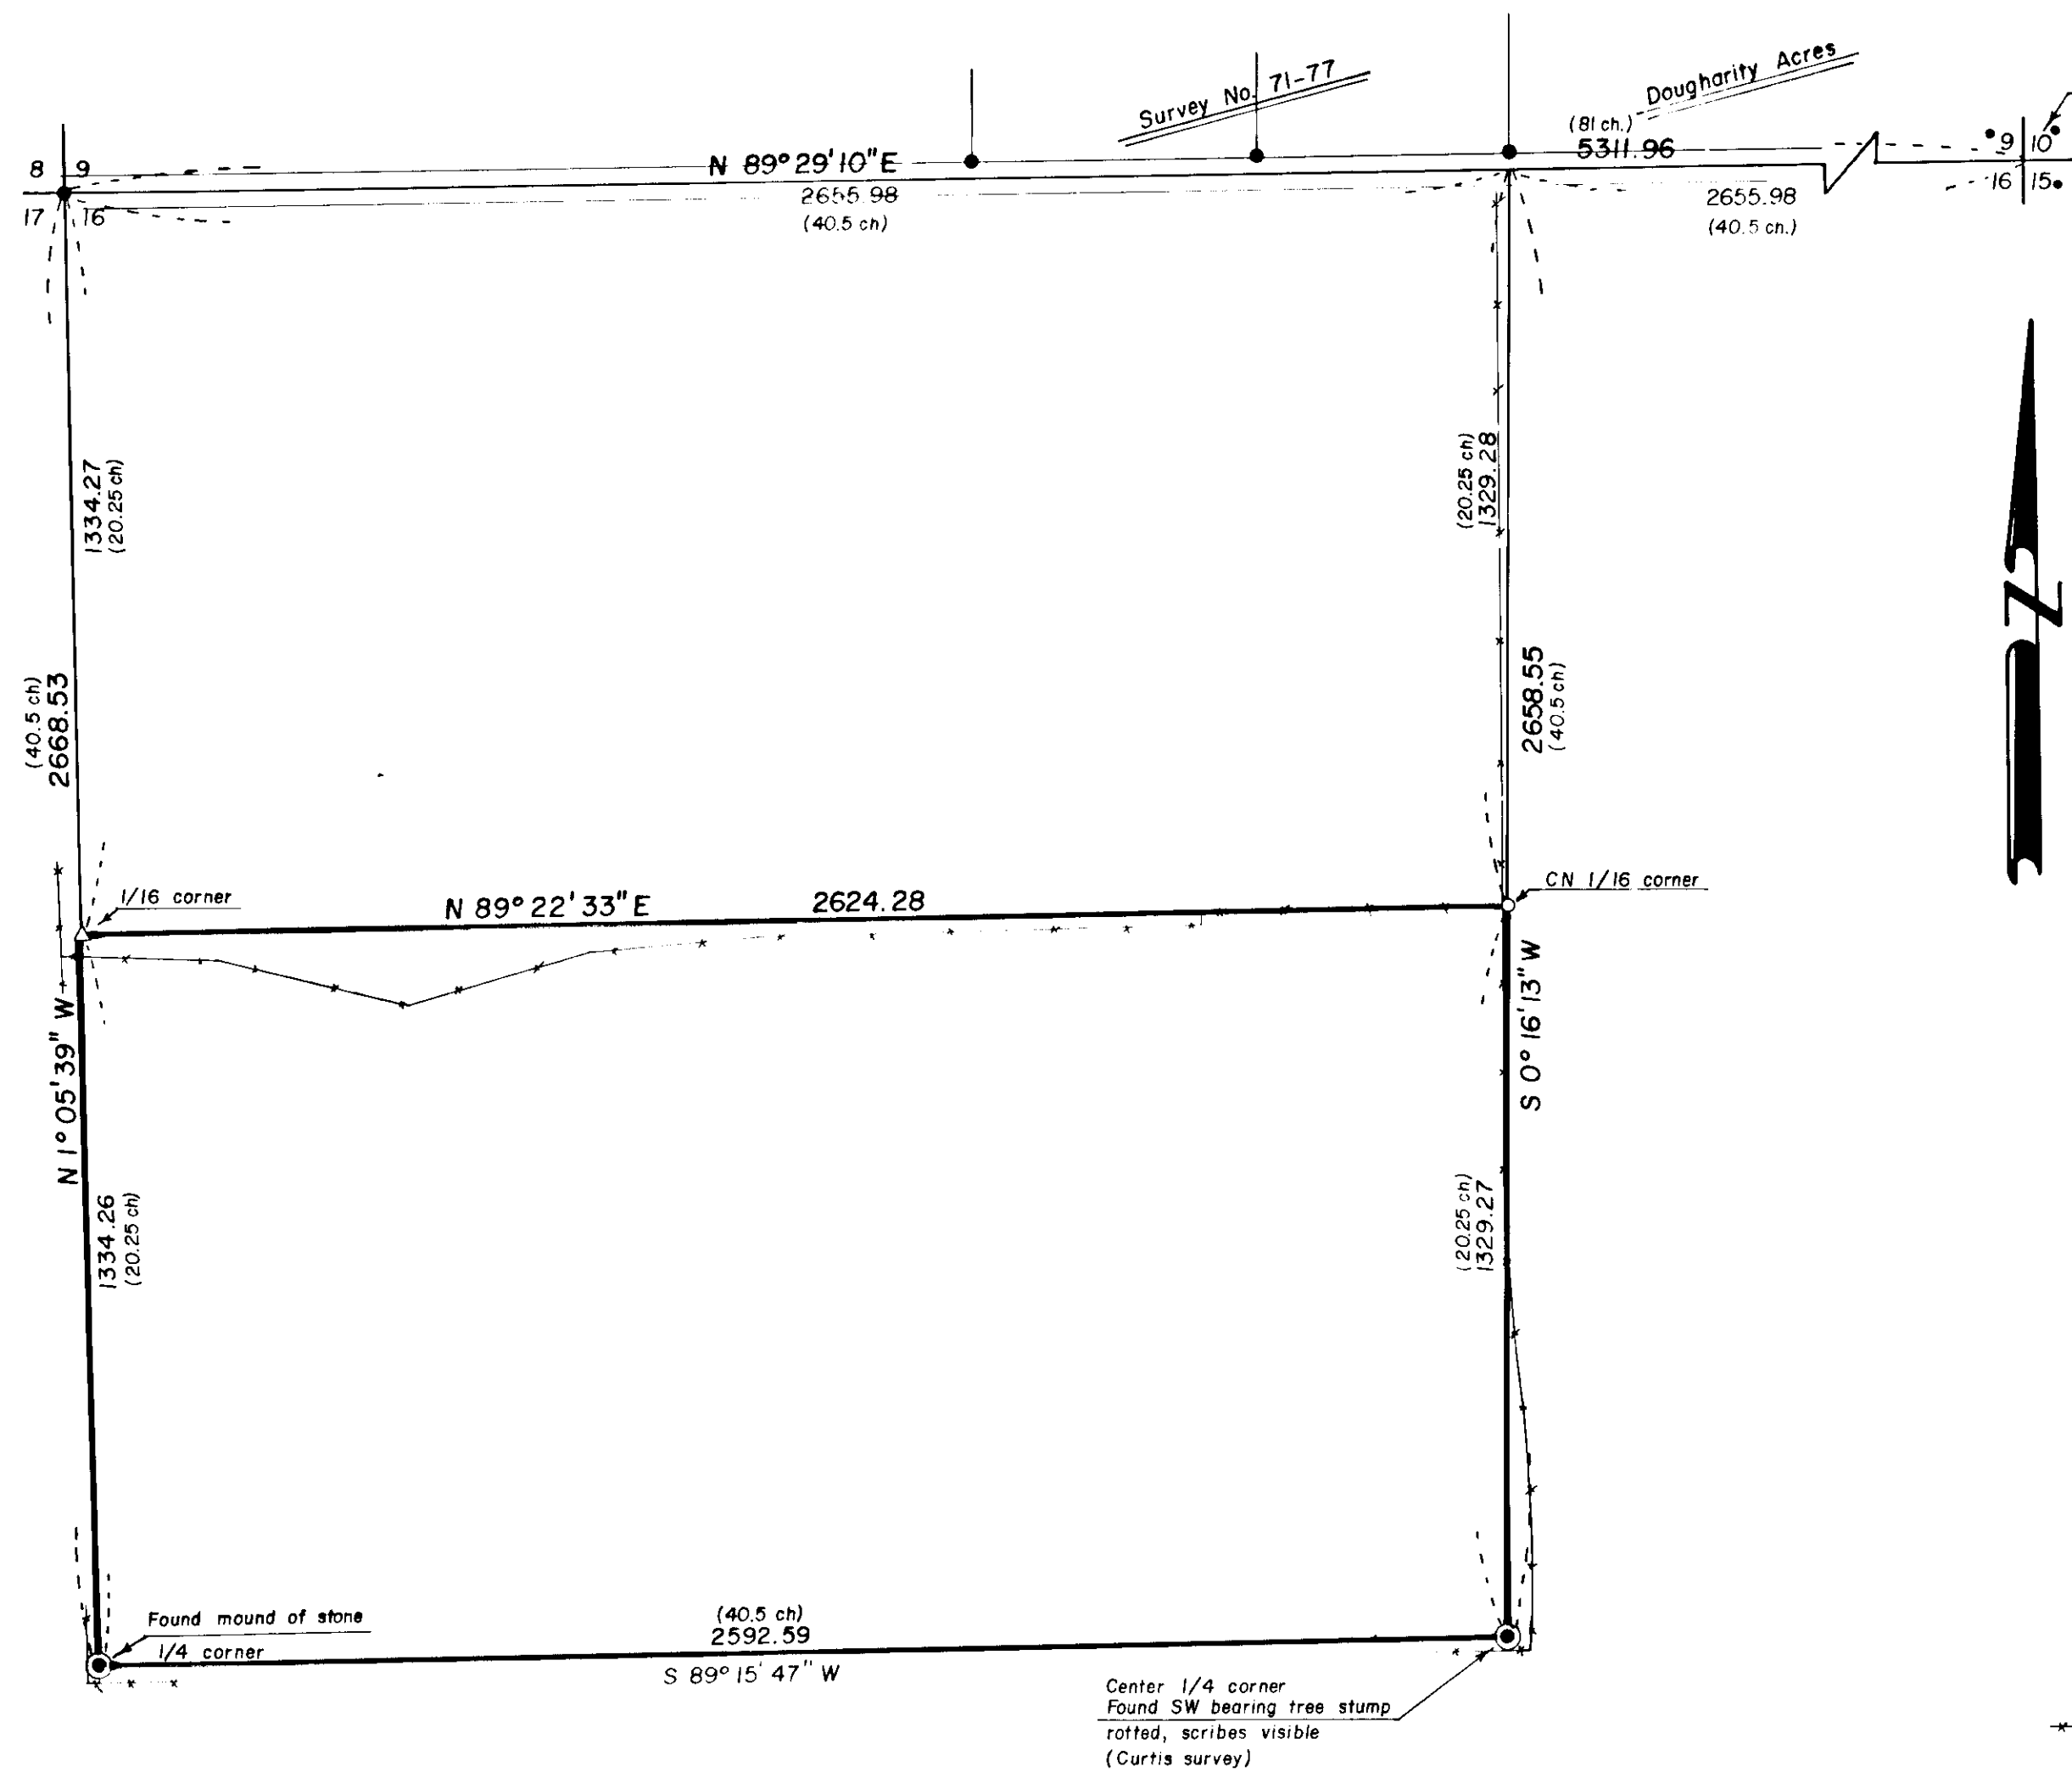 Survey No. 71-77
Dougharity Acres
(81 ch.)
5311.96
8 9
17 16
9 10
16 15
N 89° 29' 10" E
2655.98
(40.5 ch)
2655.98
(40.5 ch.)
1334.27
(20.25 ch)
(20.25 ch)
1329.28
(40.5 ch)
2668.53
2658.55
(40.5 ch)
N
1/16 corner
N 89° 22' 33" E 2624.28
CN 1/16 corner
N 1° 05' 39" W
S 0° 16' 13" W
1334.26
(20.25 ch)
(20.25 ch)
1329.27
Found mound of stone
1/4 corner
(40.5 ch)
2592.59
S 89° 15' 47" W
Center 1/4 corner
Found SW bearing tree stump
rotted, scribes visible
(Curtis survey)